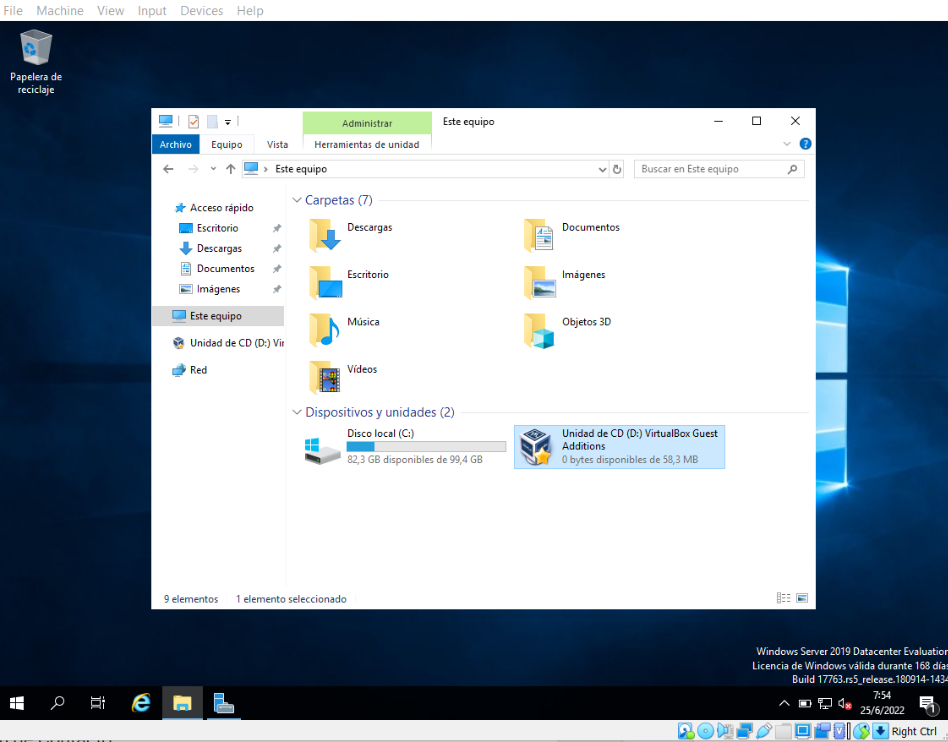 File Machine View Input Devices Help
Papelera de
reciclaje
Administrar
Este equipo
Archivo Equipo Vista Herramientas de unidad
Este equipo
Buscar en Este equipo
Acceso rápido
Escritorio
Descargas
Documentos
Imágenes
Este equipo
Unidad de CD (D:) Vir
Red
Carpetas (7)
Descargas
Documentos
Escritorio
Imágenes
Música
Objetos 3D
Vídeos
Dispositivos y unidades (2)
Disco local (C:)
82,3 GB disponibles de 99,4 GB
Unidad de CD (D:) VirtualBox Guest
Additions
0 bytes disponibles de 58,3 MB
9 elementos 1 elemento seleccionado
Windows Server 2019 Datacenter Evaluation
Licencia de Windows válida durante 168 días
Build 17763.rs5_release.180914-1434
7:54
25/6/2022
1
Right Ctrl